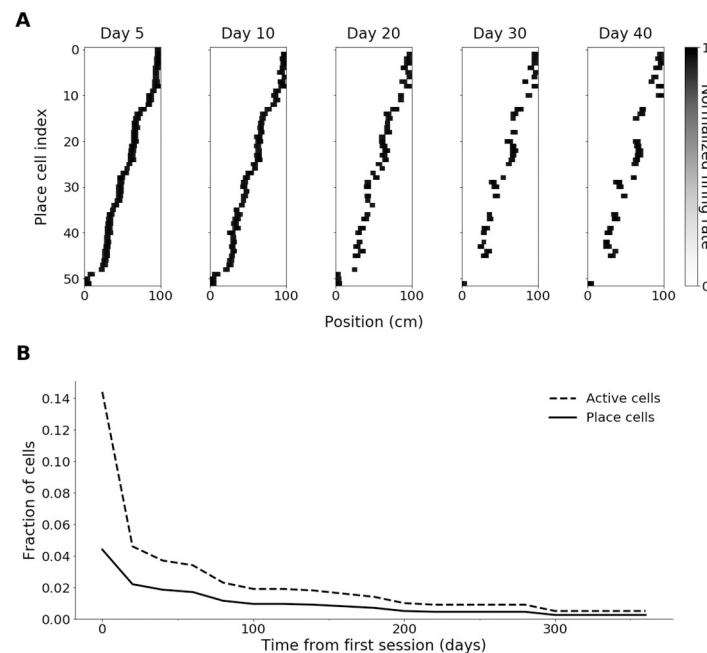 A
Day 5
Day 10
Day 20
Day 30
Day 40
0
10
20
30
40
50
Place cell index
0 100
0 100
0 100
0 100
0 100
Position (cm)
1
0
Normalized firing rate
B
Active cells
Place cells
0.14
0.12
0.10
0.08
0.06
0.04
0.02
0.00
Fraction of cells
0 100 200 300
Time from first session (days)